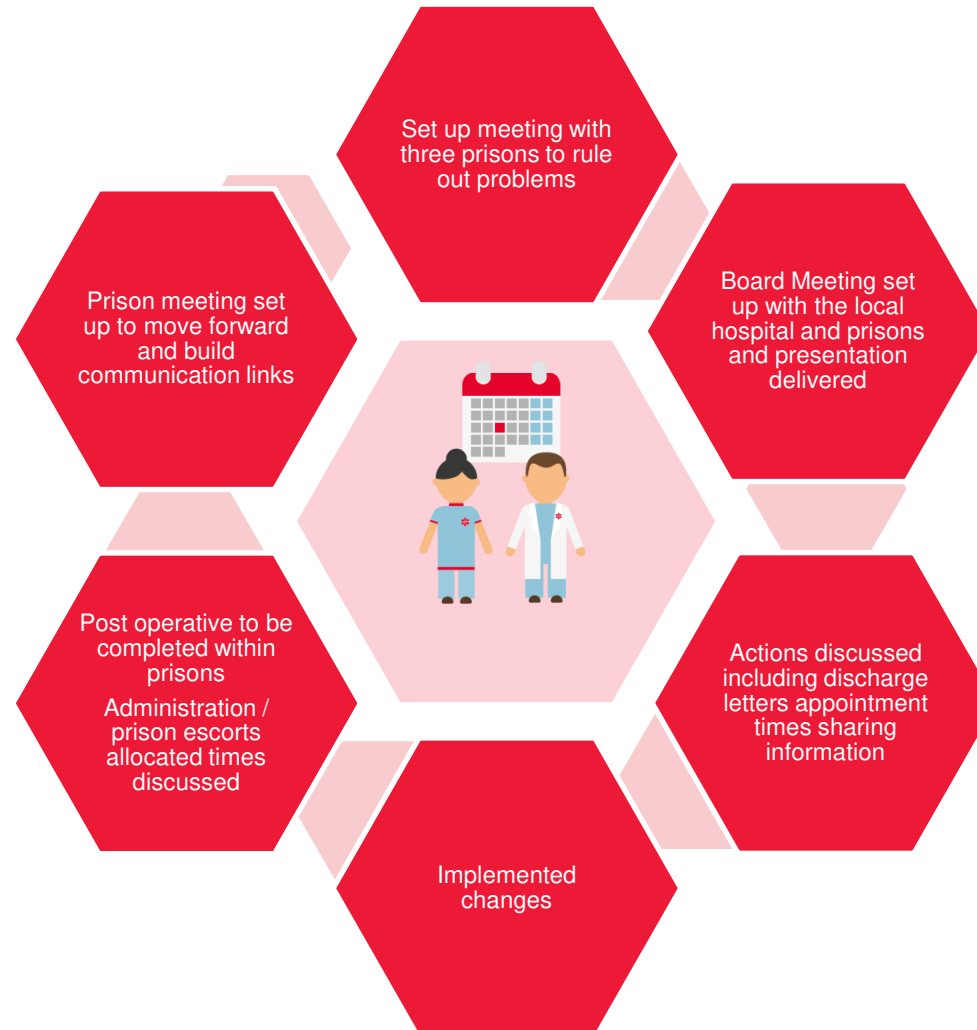 Set up meeting with
three prisons to rule
out problems
Board Meeting set
up with the local
hospital and prisons
and presentation
delivered
Actions discussed
including discharge
letters appointment
times sharing
information
Implemented
changes
Post operative to be
completed within
prisons
Administration /
prison escorts
allocated times
discussed
Prison meeting set
up to move forward
and build
communication links